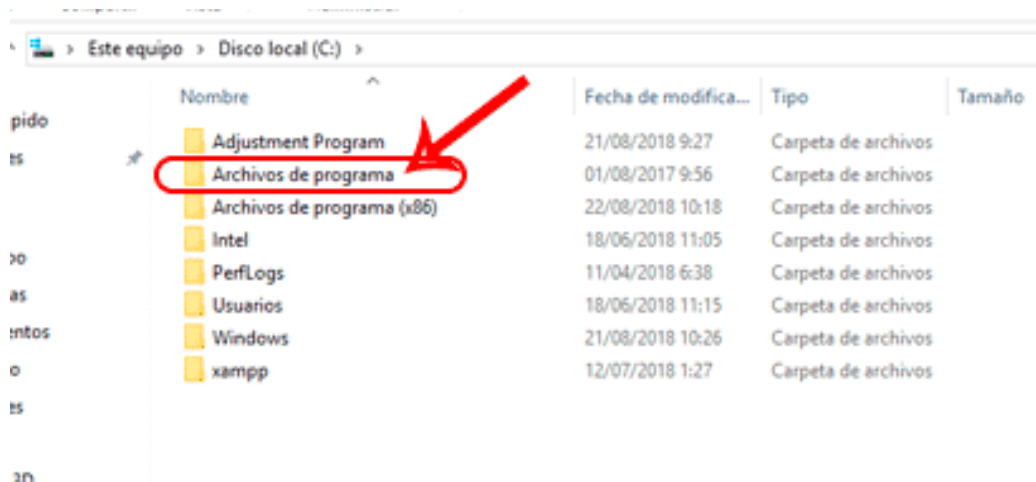 Este equipo > Disco local (C:) >
Nombre Fecha de modifica... Tipo Tamaño
pido
Adjustment Program 21/08/2018 9:27 Carpeta de archivos
es
Archivos de programa 01/08/2017 9:56 Carpeta de archivos
Archivos de programa (x86) 22/08/2018 10:18 Carpeta de archivos
Intel 18/06/2018 11:05 Carpeta de archivos
PerfLogs 11/04/2018 6:38 Carpeta de archivos
as
Usuarios 18/06/2018 11:15 Carpeta de archivos
entos
Windows 21/08/2018 10:26 Carpeta de archivos
o
xampp 12/07/2018 1:27 Carpeta de archivos
es
3D